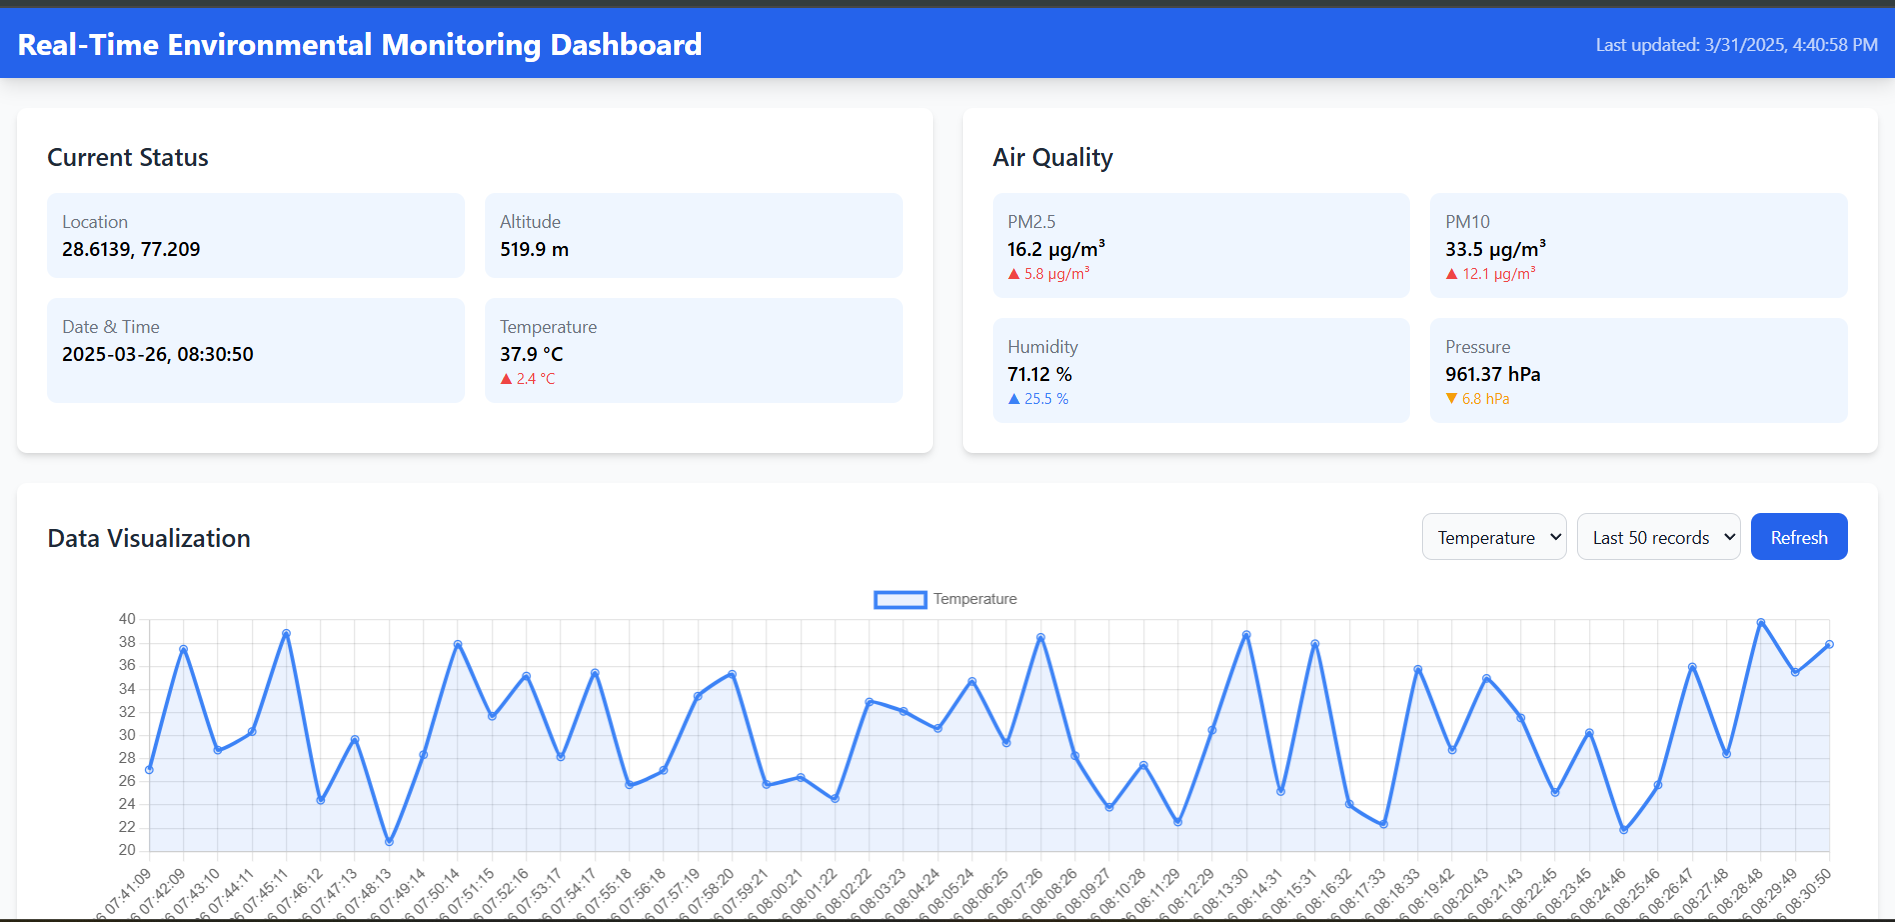 Real-Time Environmental Monitoring Dashboard
Last updated: 3/31/2025, 4:40:58 PM
Current Status
Location
28.6139, 77.209
Altitude
519.9 m
Date & Time
2025-03-26, 08:30:50
Temperature
37.9 °C
▲ 2.4 °C
Air Quality
PM2.5
16.2 µg/m³
▲ 5.8 µg/m³
PM10
33.5 µg/m³
▲ 12.1 µg/m³
Humidity
71.12 %
▲ 25.5 %
Pressure
961.37 hPa
▼ 6.8 hPa
Data Visualization
Temperature
Last 50 records
Refresh
Temperature
40
38
36
34
32
30
28
26
24
22
20
6 07:41:09
6 07:42:09
6 07:43:10
6 07:44:11
6 07:45:11
6 07:46:12
6 07:47:13
6 07:48:13
6 07:49:14
6 07:50:14
6 07:51:15
6 07:52:16
6 07:53:17
6 07:54:17
6 07:55:18
6 07:56:18
6 07:57:19
6 07:58:20
6 07:59:21
6 08:00:21
6 08:01:22
6 08:02:22
6 08:03:23
6 08:04:24
6 08:05:24
6 08:06:25
6 08:07:26
6 08:08:26
6 08:09:27
6 08:10:28
6 08:11:29
6 08:12:29
6 08:13:30
6 08:14:31
6 08:15:31
6 08:16:32
6 08:17:33
6 08:18:33
6 08:19:42
6 08:20:43
6 08:21:43
6 08:22:45
6 08:23:45
6 08:24:46
6 08:25:46
6 08:26:47
6 08:27:48
6 08:28:48
6 08:29:49
6 08:30:50